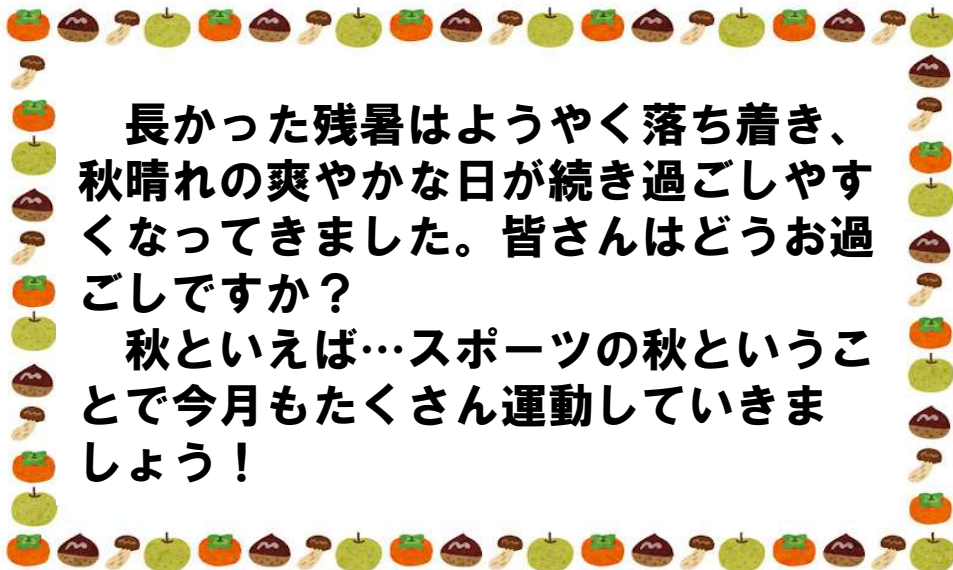 長かった残暑はようやく落ち着き、
秋晴れの爽やかな日が続き過ごしやす
くなってきました。皆さんはどうお過
ごしですか？
　秋といえば…スポーツの秋というこ
とで今月もたくさん運動していきま
しょう！